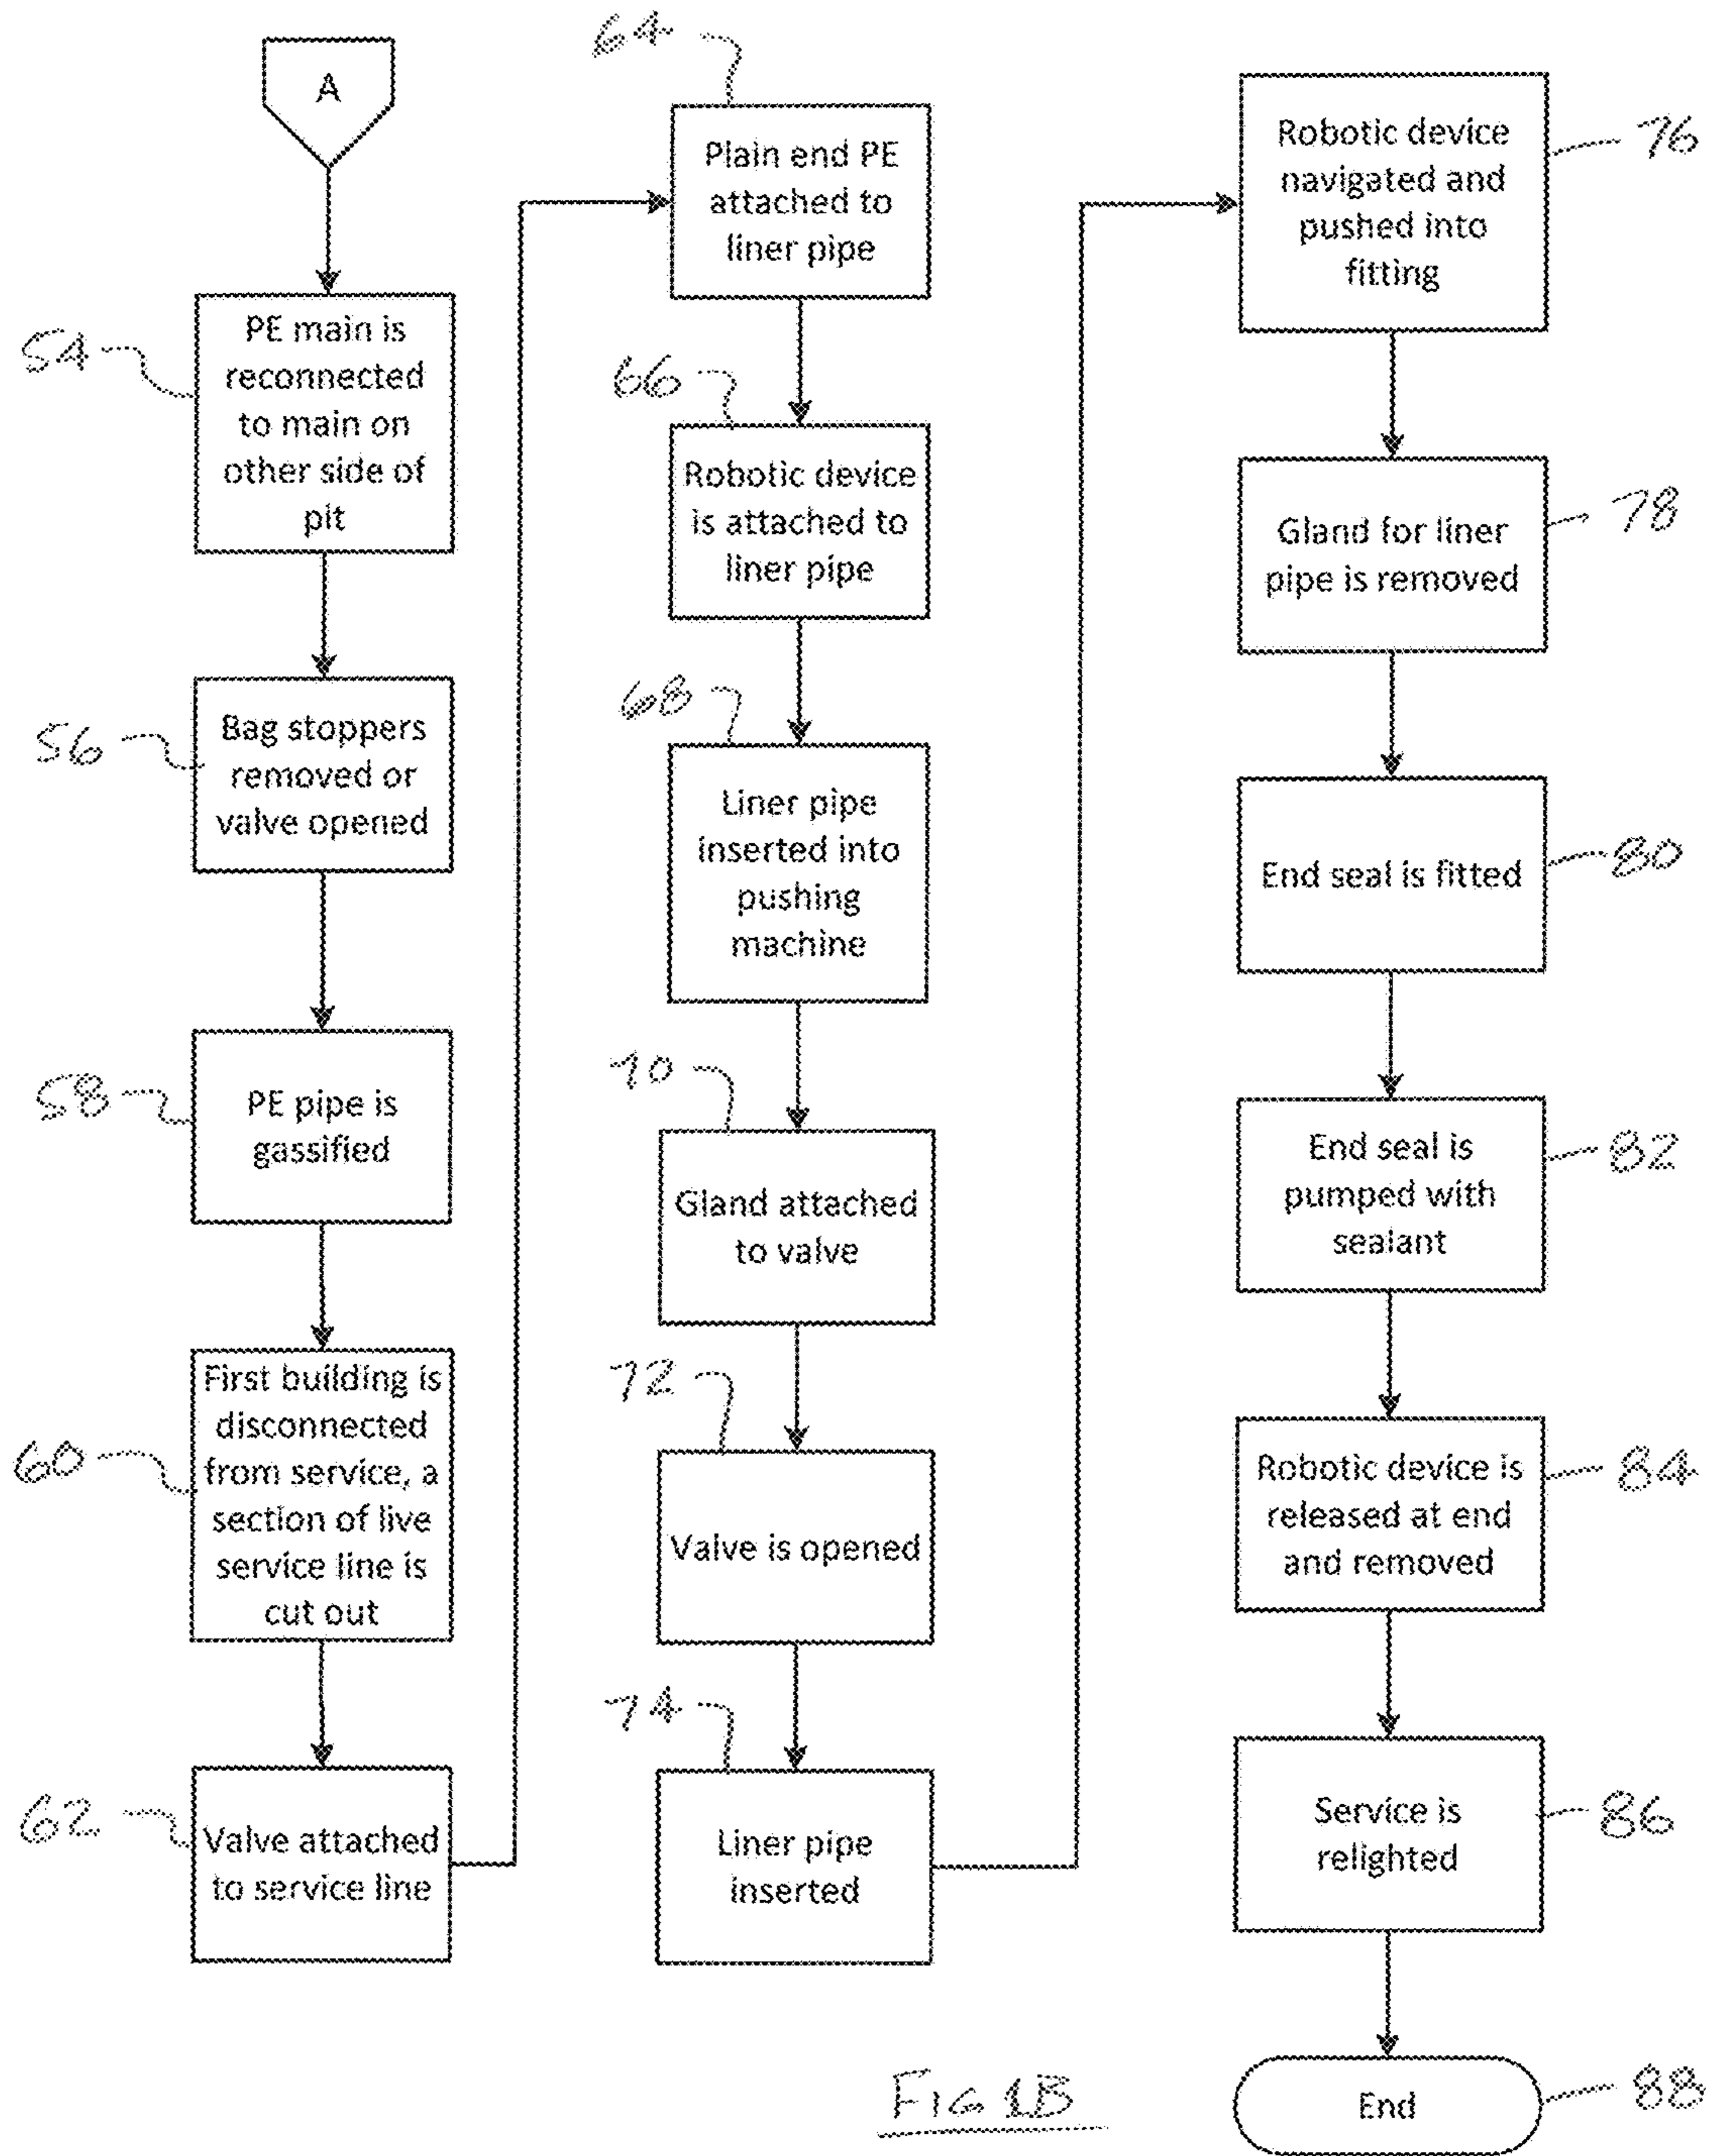 A
54
PE main is
reconnected
to main on
other side of
pit
56
Bag stoppers
removed or
valve opened
58
PE pipe is
gassified
60
First building is
disconnected
from service, a
section of live
service line is
cut out
62
Valve attached
to service line
64
Plain end PE
attached to
liner pipe
66
Robotic device
is attached to
liner pipe
68
Liner pipe
inserted into
pushing
machine
70
Gland attached
to valve
72
Valve is opened
74
Liner pipe
inserted
Robotic device
navigated and
pushed into
fitting
76
Gland for liner
pipe is removed
78
End seal is fitted
80
End seal is
pumped with
sealant
82
Robotic device is
released at end
and removed
84
Service is
relighted
86
End
88
FIG 1B